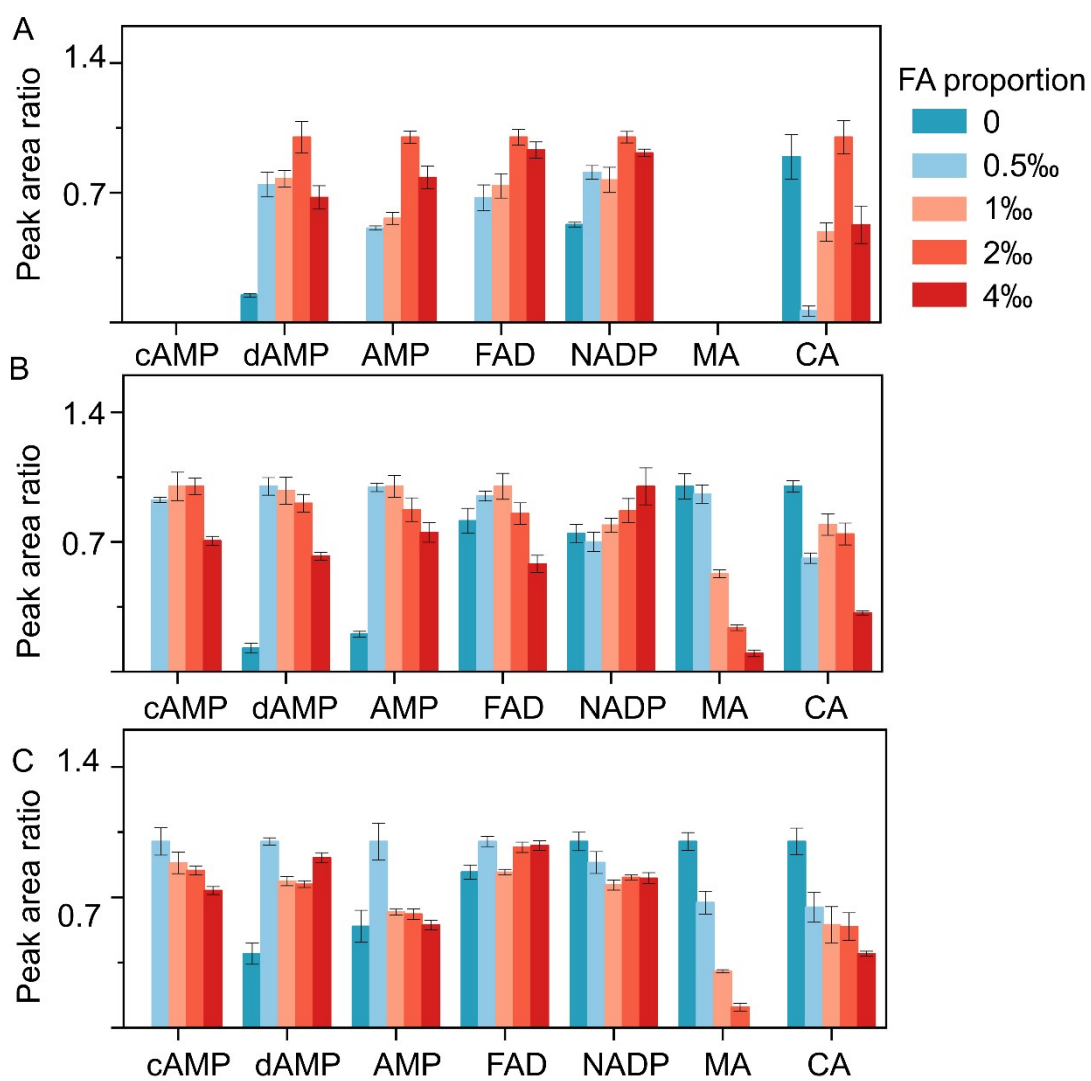 A
1.4
0.7
Peak area ratio
cAMP dAMP AMP FAD NADP MA CA
FA proportion
0
0.5‰
1‰
2‰
4‰
B
1.4
0.7
Peak area ratio
cAMP dAMP AMP FAD NADP MA CA
C
1.4
0.7
Peak area ratio
cAMP dAMP AMP FAD NADP MA CA